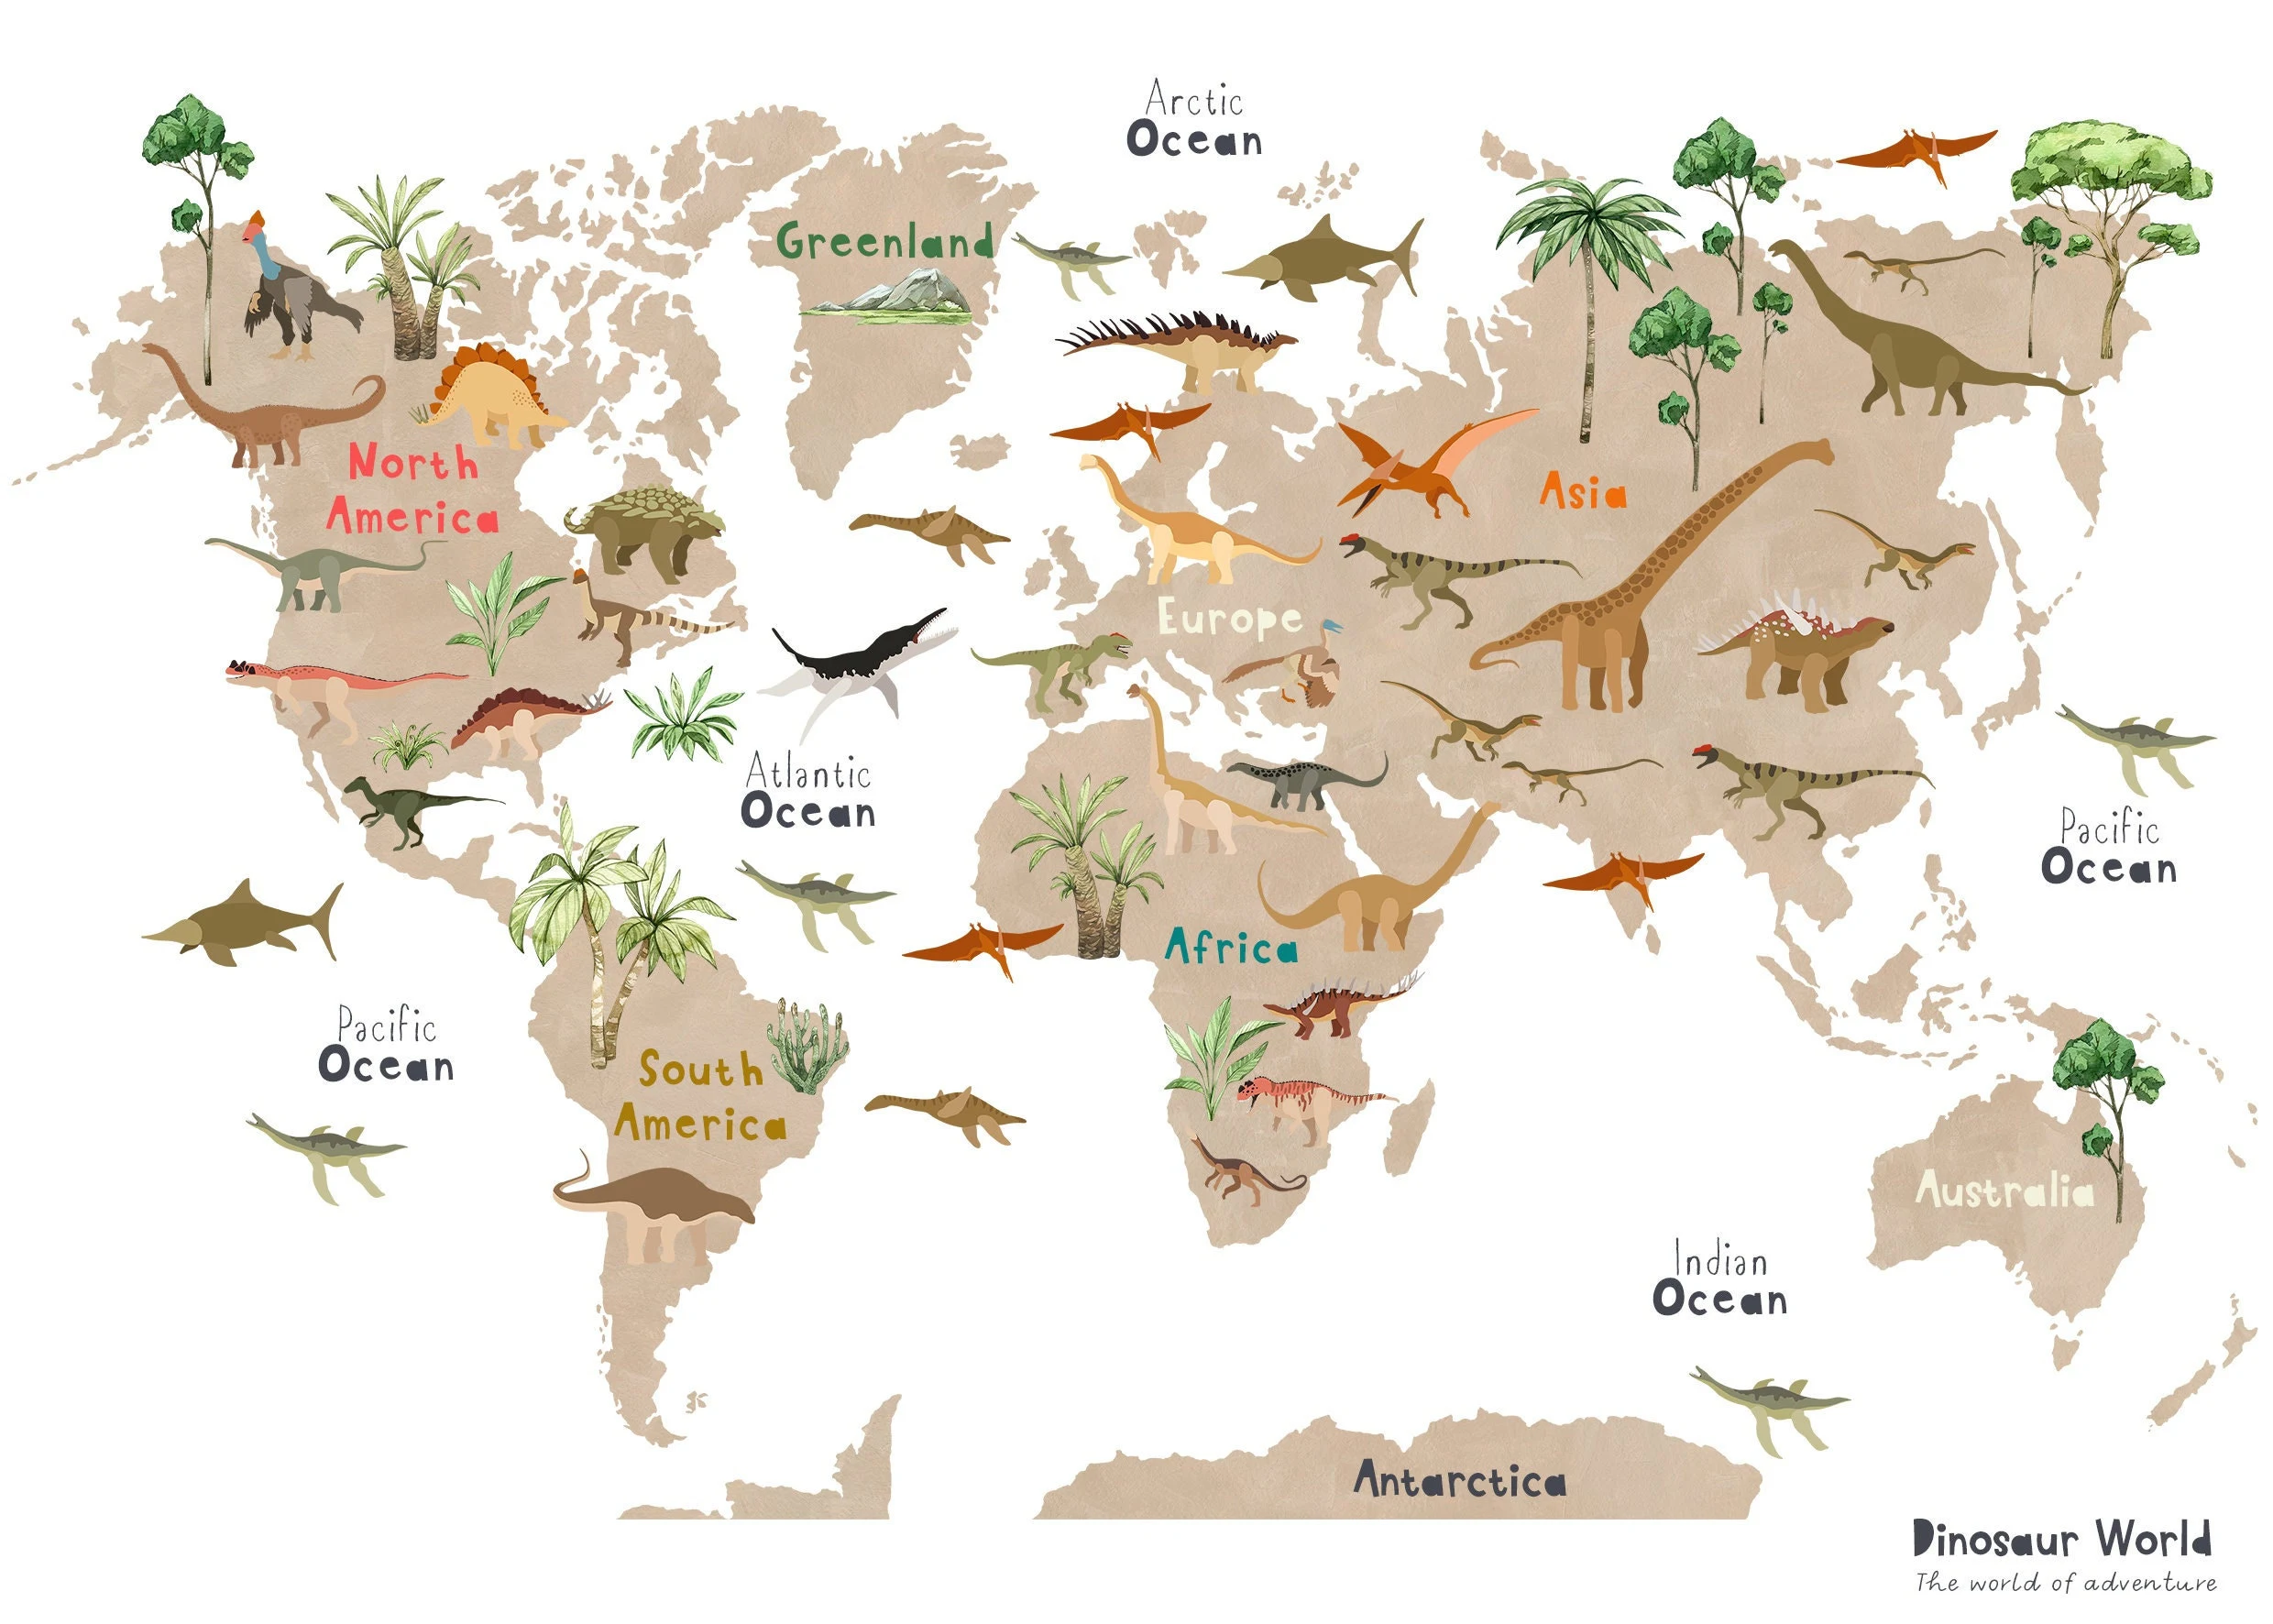 Arctic
Ocean
Greenland
North
America
Asia
Europe
Atlantic
Ocean
Pacific
Ocean
Africa
Pacific
Ocean
South
America
Australia
Indian
Ocean
Antarctica
Dinosaur World
The world of adventure